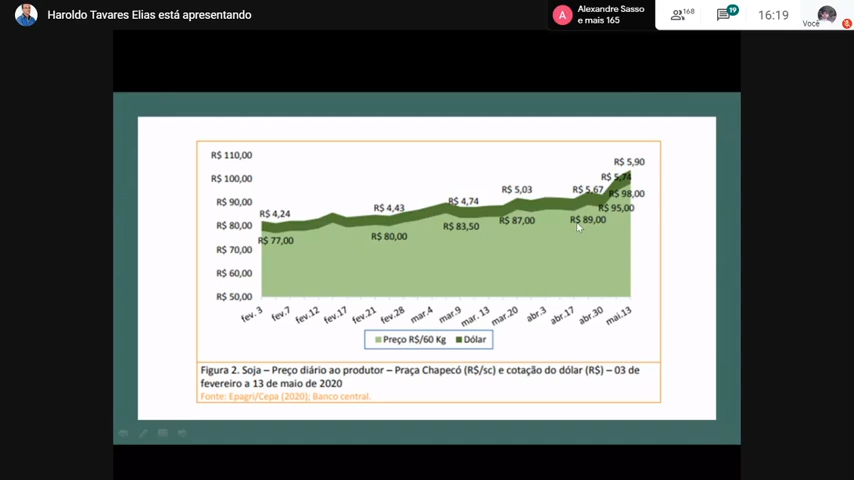 Haroldo Tavares Elias está apresentando
Alexandre Sasso
e mais 165
168
19
16:19
Você
A
R$ 110,00
R$ 100,00
R$ 90,00
R$ 80,00
R$ 70,00
R$ 60,00
R$ 50,00
R$ 4,24
R$ 4,43
R$ 4,74
R$ 5,03
R$ 5,67
R$ 5,74
R$ 5,90
R$ 77,00
R$ 80,00
R$ 83,50
R$ 87,00
R$ 89,00
R$ 95,00
R$ 98,00
fev. 3
fev.7
fev.12
fev.17
fev.21
fev.28
mar.4
mar.9
mar. 13
mar.20
abr.3
abr.17
abr.30
mai.13
Preço R$/60 Kg
Dólar
Figura 2. Soja – Preço diário ao produtor – Praça Chapecó (R$/sc) e cotação do dólar (R$) – 03 de
fevereiro a 13 de maio de 2020
Fonte: Epagri/Cepa (2020); Banco central.